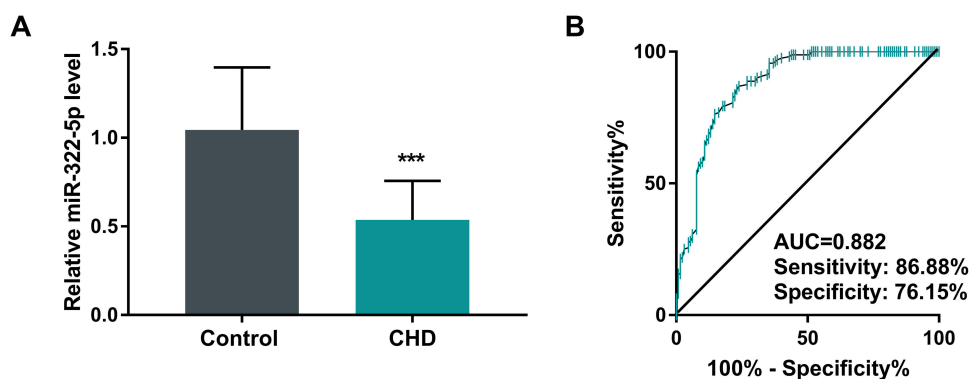 A
Relative miR-322-5p level
1.5
1.0
0.5
0.0
***
Control
CHD
B
Sensitivity%
100
50
0
AUC=0.882
Sensitivity: 86.88%
Specificity: 76.15%
0
50
100
100% - Specificity%